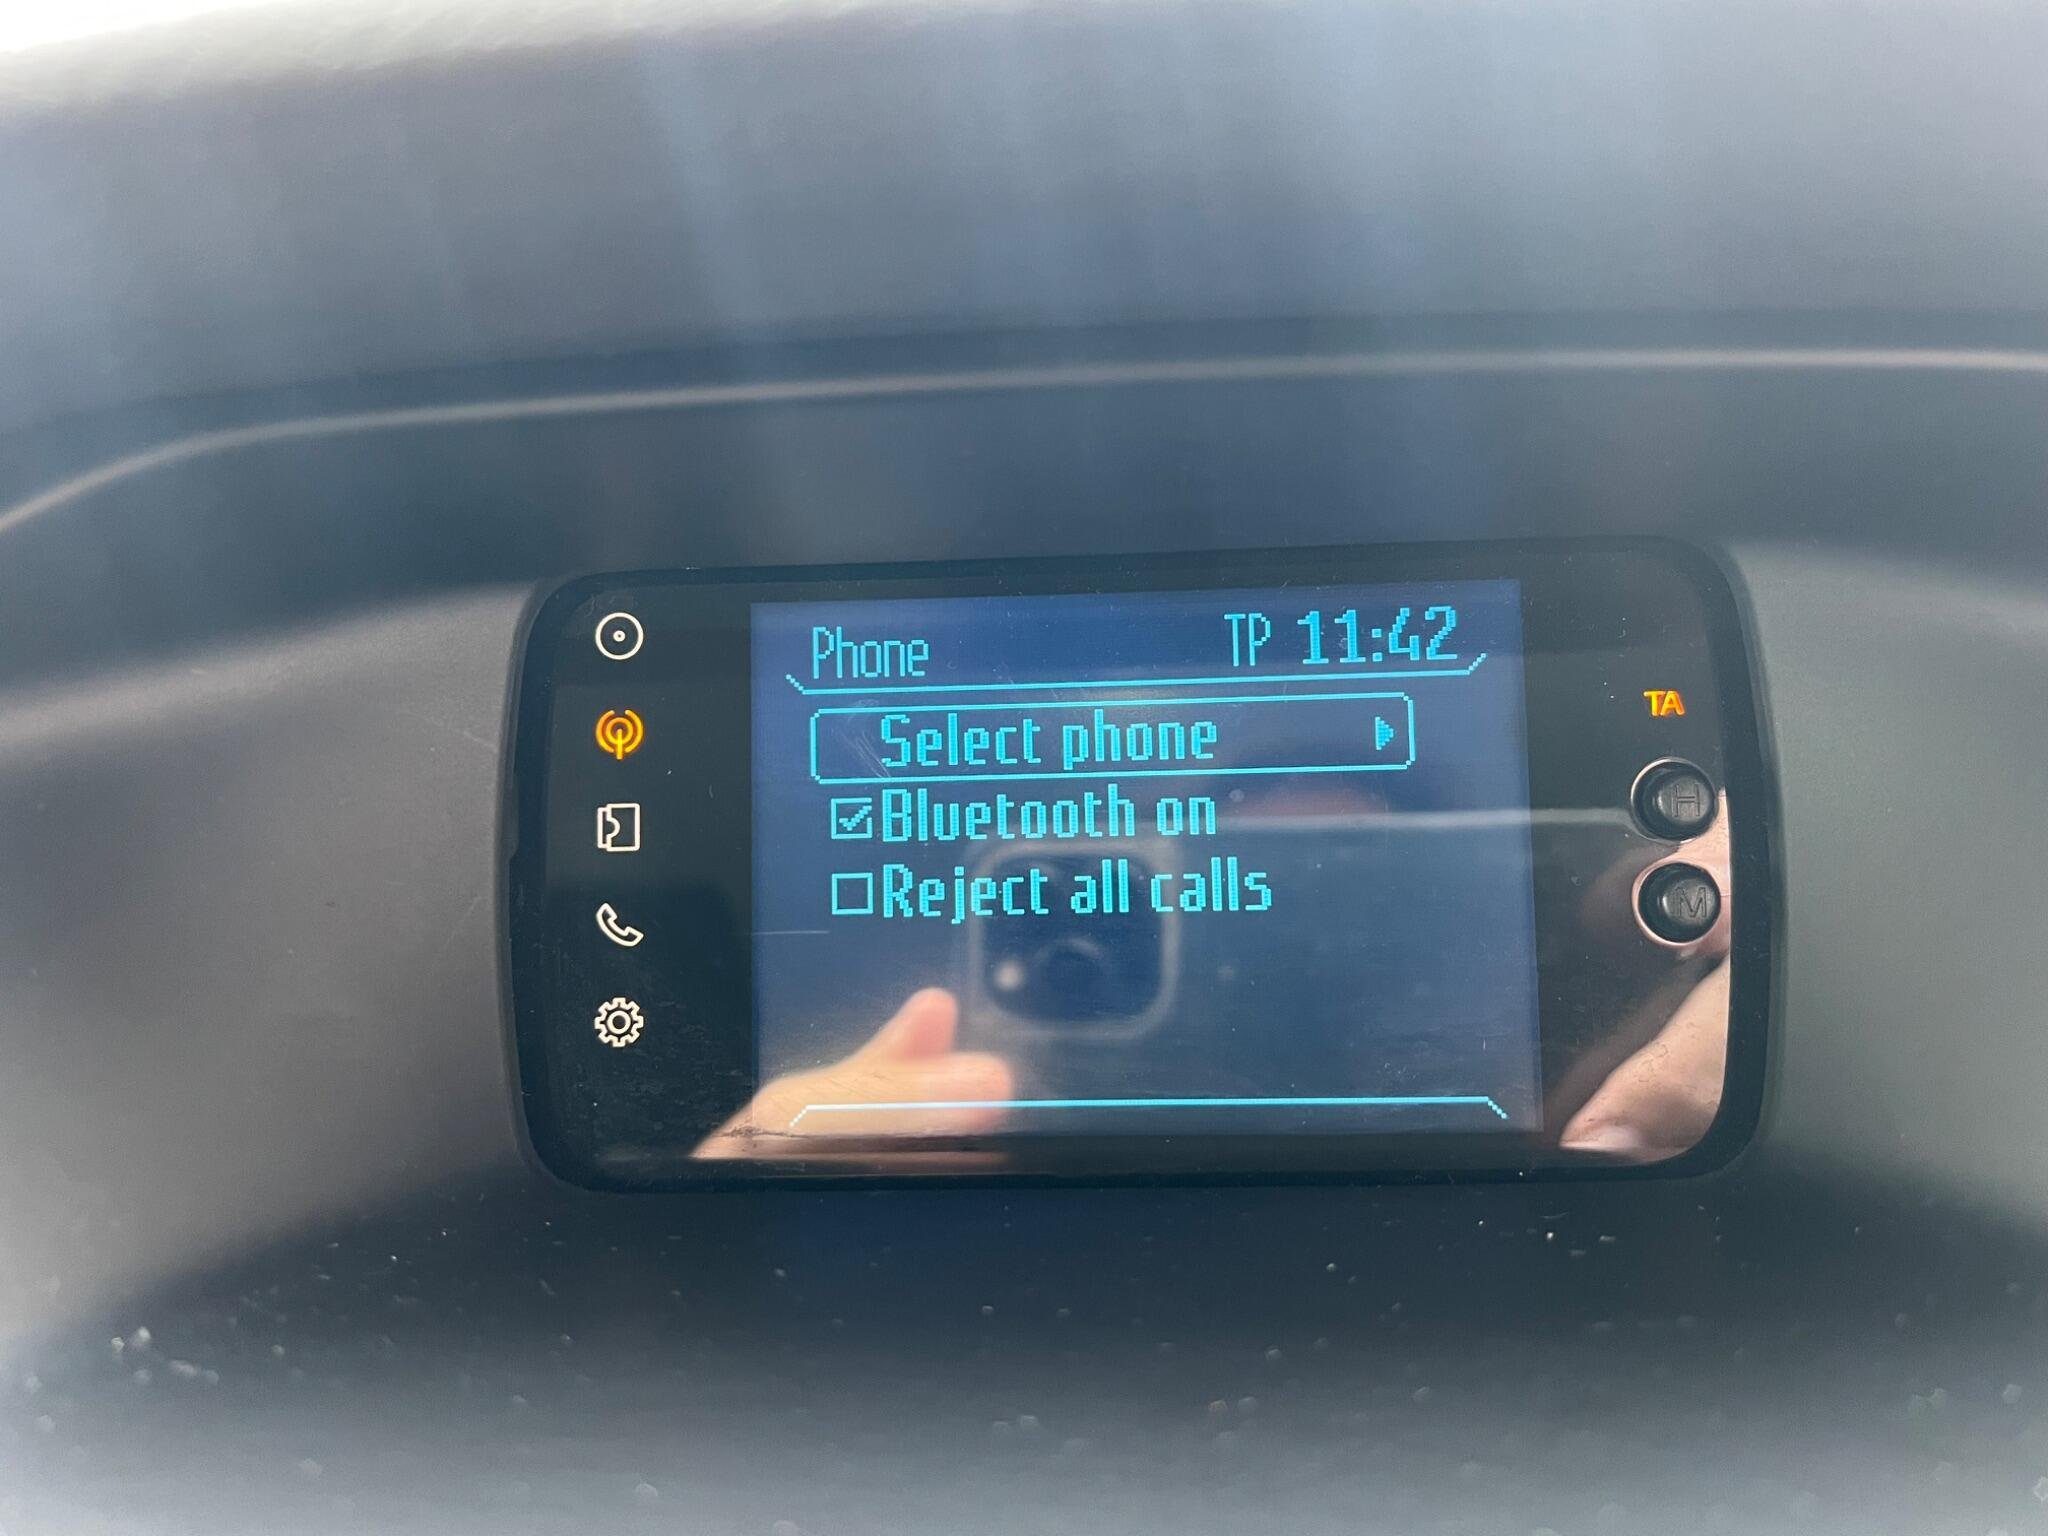 Phone TP 11:42
TA
Select phone
Bluetooth on
H
Reject all calls
M